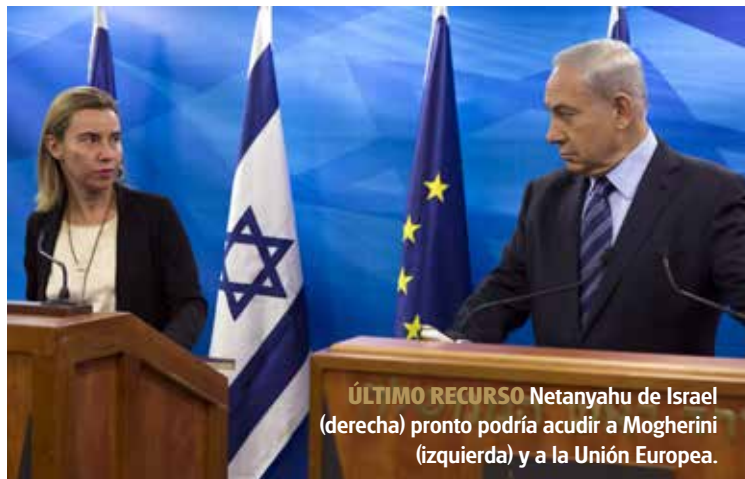 ÚLTIMO RECURSO Netanyahu de Israel
(derecha) pronto podría acudir a Mogherini
(izquierda) y a la Unión Europea.